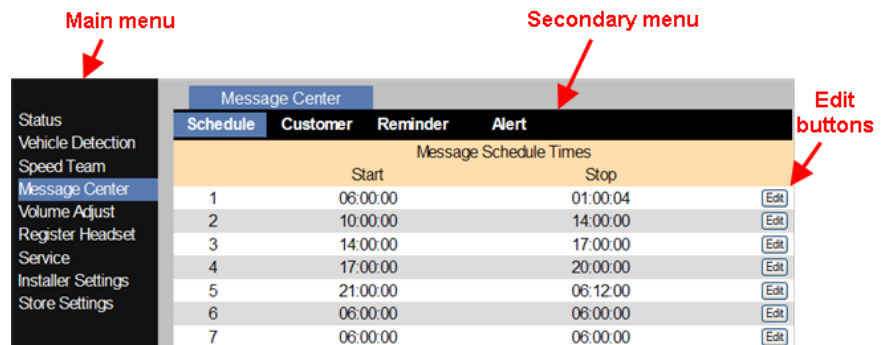 Main menu
Secondary menu
Edit
buttons
Message Center
Schedule Customer Reminder Alert
Message Schedule Times
Start Stop
Status
Vehicle Detection
Speed Team
Message Center
Volume Adjust
Register Headset
Service
Installer Settings
Store Settings
1 06:00:00 01:00:04 Edit
2 10:00:00 14:00:00 Edit
3 14:00:00 17:00:00 Edit
4 17:00:00 20:00:00 Edit
5 21:00:00 06:12:00 Edit
6 06:00:00 06:00:00 Edit
7 06:00:00 06:00:00 Edit